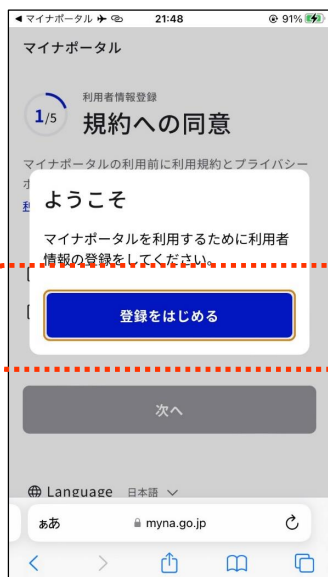 マイナポータル
21:48
91%
マイナポータル
1/5
利用者情報登録
規約への同意
マイナポータルの利用前に利用規約とプライバシー
ようこそ
マイナポータルを利用するために利用者
情報の登録をしてください。
登録をはじめる
次へ
Language 日本語
ぁあ
myna.go.jp